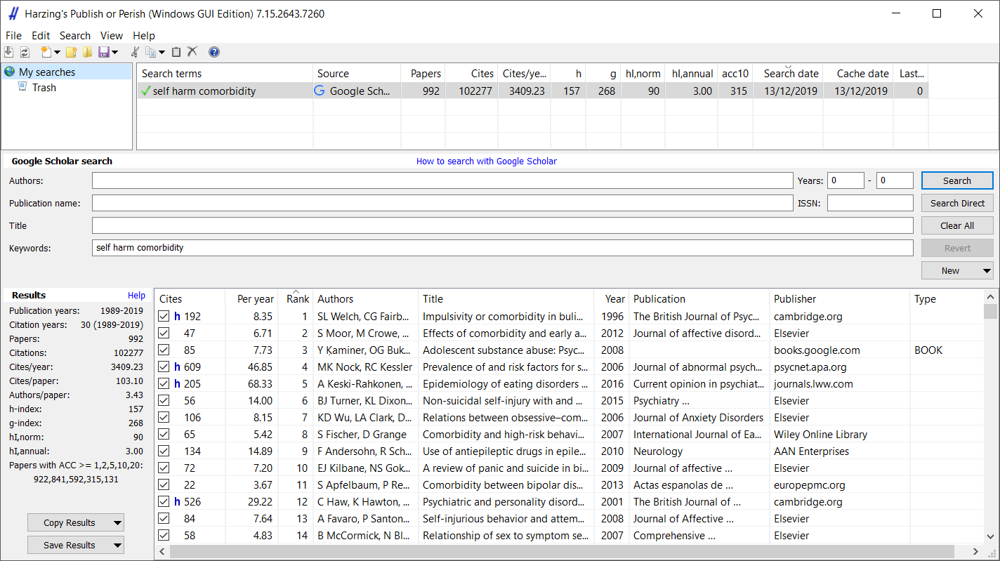 Harzing's Publish or Perish (Windows GUI Edition) 7.15.2643.7260
File Edit Search View Help
My searches
Trash
Search terms Source Papers Cites Cites/ye... h g hI,norm hI,annual acc10 Search date Cache date Last...
self harm comorbidity Google Sch... 992 102277 3409.23 157 268 90 3.00 315 13/12/2019 13/12/2019 0
Google Scholar search How to search with Google Scholar
Authors: Years: 0 - 0 Search
Publication name: ISSN: Search Direct
Title Clear All
Keywords: self harm comorbidity Revert
New
Results Help
Publication years: 1989-2019
Citation years: 30 (1989-2019)
Papers: 992
Citations: 102277
Cites/year: 3409.23
Cites/paper: 103.10
Authors/paper: 3.43
h-index: 157
g-index: 268
hI,norm: 90
hI,annual: 3.00
Papers with ACC >= 1,2,5,10,20:
922,841,592,315,131
Copy Results
Save Results
Cites Per year Rank Authors Title Year Publication Publisher Type
h 192 8.35 1 SL Welch, CG Fairb... Impulsivity or comorbidity in buli... 1996 The British Journal of Psyc... cambridge.org
47 6.71 2 S Moor, M Crowe, ... Effects of comorbidity and early a... 2012 Journal of affective disord... Elsevier
85 7.73 3 Y Kaminer, OG Buk... Adolescent substance abuse: Psyc... 2008 books.google.com BOOK
h 609 46.85 4 MK Nock, RC Kessler Prevalence of and risk factors for s... 2006 Journal of abnormal psych... psycnet.apa.org
h 205 68.33 5 A Keski-Rahkonen, ... Epidemiology of eating disorders ... 2016 Current opinion in psychiat... journals.lww.com
56 14.00 6 BJ Turner, KL Dixon... Non-suicidal self-injury with and ... 2015 Psychiatry ... Elsevier
106 8.15 7 KD Wu, LA Clark, D... Relations between obsessive–com... 2006 Journal of Anxiety Disorders Elsevier
65 5.42 8 S Fischer, D Grange Comorbidity and high-risk behavi... 2007 International Journal of Ea... Wiley Online Library
134 14.89 9 F Andersohn, R Sch... Use of antiepileptic drugs in epile... 2010 Neurology AAN Enterprises
72 7.20 10 EJ Kilbane, NS Gok... A review of panic and suicide in bi... 2009 Journal of affective ... Elsevier
22 3.67 11 S Apfelbaum, P Re... Comorbidity between bipolar dis... 2013 Actas espanolas de ... europepmc.org
h 526 29.22 12 C Haw, K Hawton, ... Psychiatric and personality disord... 2001 The British Journal of ... cambridge.org
84 7.64 13 A Favaro, P Santon... Self-injurious behavior and attem... 2008 Journal of Affective ... Elsevier
58 4.83 14 B McCormick, N Bl... Relationship of sex to symptom se... 2007 Comprehensive ... Elsevier